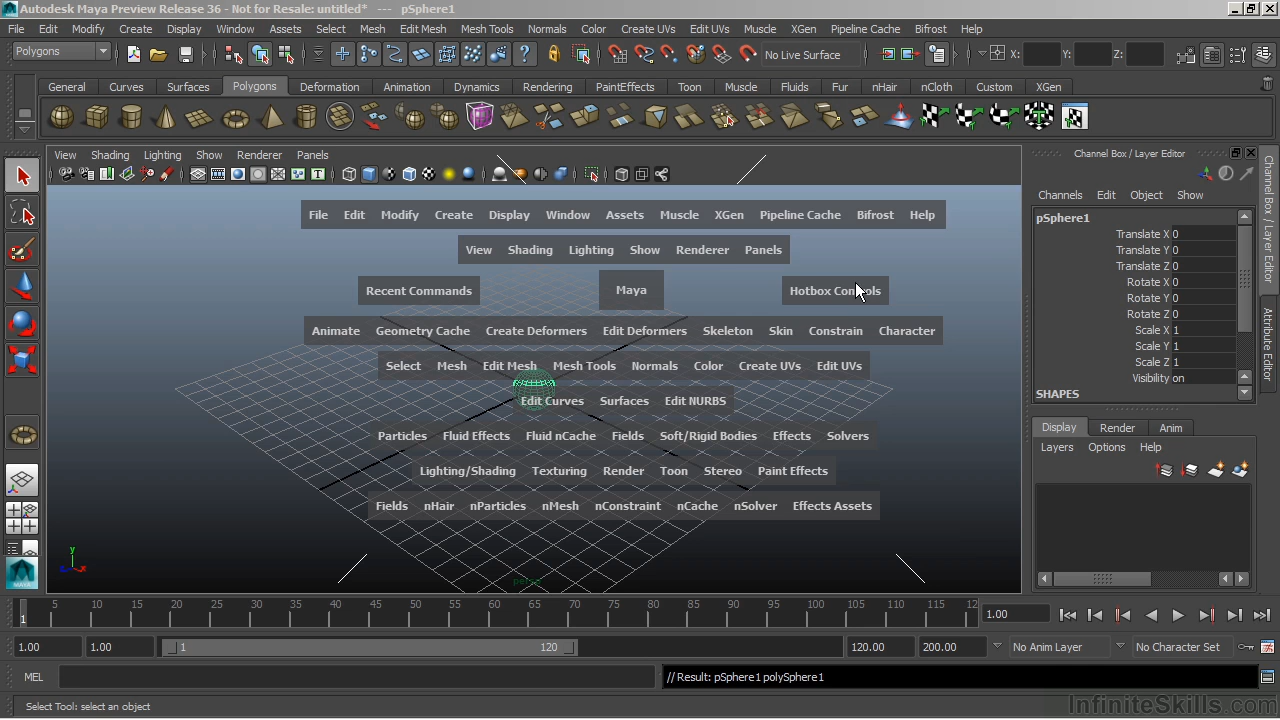 Autodesk Maya Preview Release 36 - Not for Resale: untitled* --- pSphere1
File Edit Modify Create Display Window Assets Select Mesh Edit Mesh Mesh Tools Normals Color Create UVs Edit UVs Muscle XGen Pipeline Cache Bifrost Help
Polygons No Live Surface X: Y: Z:
General Curves Surfaces Polygons Deformation Animation Dynamics Rendering PaintEffects Toon Muscle Fluids Fur nHair nCloth Custom XGen
View Shading Lighting Show Renderer Panels
Channel Box / Layer Editor
Channels Edit Object Show
pSphere1
Translate X 0
Translate Y 0
Translate Z 0
Rotate X 0
Rotate Y 0
Rotate Z 0
Scale X 1
Scale Y 1
Scale Z 1
Visibility on
SHAPES
Display Render Anim
Layers Options Help
Channel Box / Layer Editor
Attribute Editor
File Edit Modify Create Display Window Assets Muscle XGen Pipeline Cache Bifrost Help
View Shading Lighting Show Renderer Panels
Recent Commands Maya Hotbox Controls
Animate Geometry Cache Create Deformers Edit Deformers Skeleton Skin Constrain Character
Select Mesh Edit Mesh Mesh Tools Normals Color Create UVs Edit UVs
Edit Curves Surfaces Edit NURBS
Particles Fluid Effects Fluid nCache Fields Soft/Rigid Bodies Effects Solvers
Lighting/Shading Texturing Render Toon Stereo Paint Effects
Fields nHair nParticles nMesh nConstraint nCache nSolver Effects Assets
y
persp
MAYA
1 5 10 15 20 25 30 35 40 45 50 55 60 65 70 75 80 85 90 95 100 105 110 115 12 1.00
1.00 1.00 1 120 120.00 200.00 No Anim Layer No Character Set
MEL // Result: pSphere1 polySphere1
Select Tool: select an object
InfiniteSkills.com